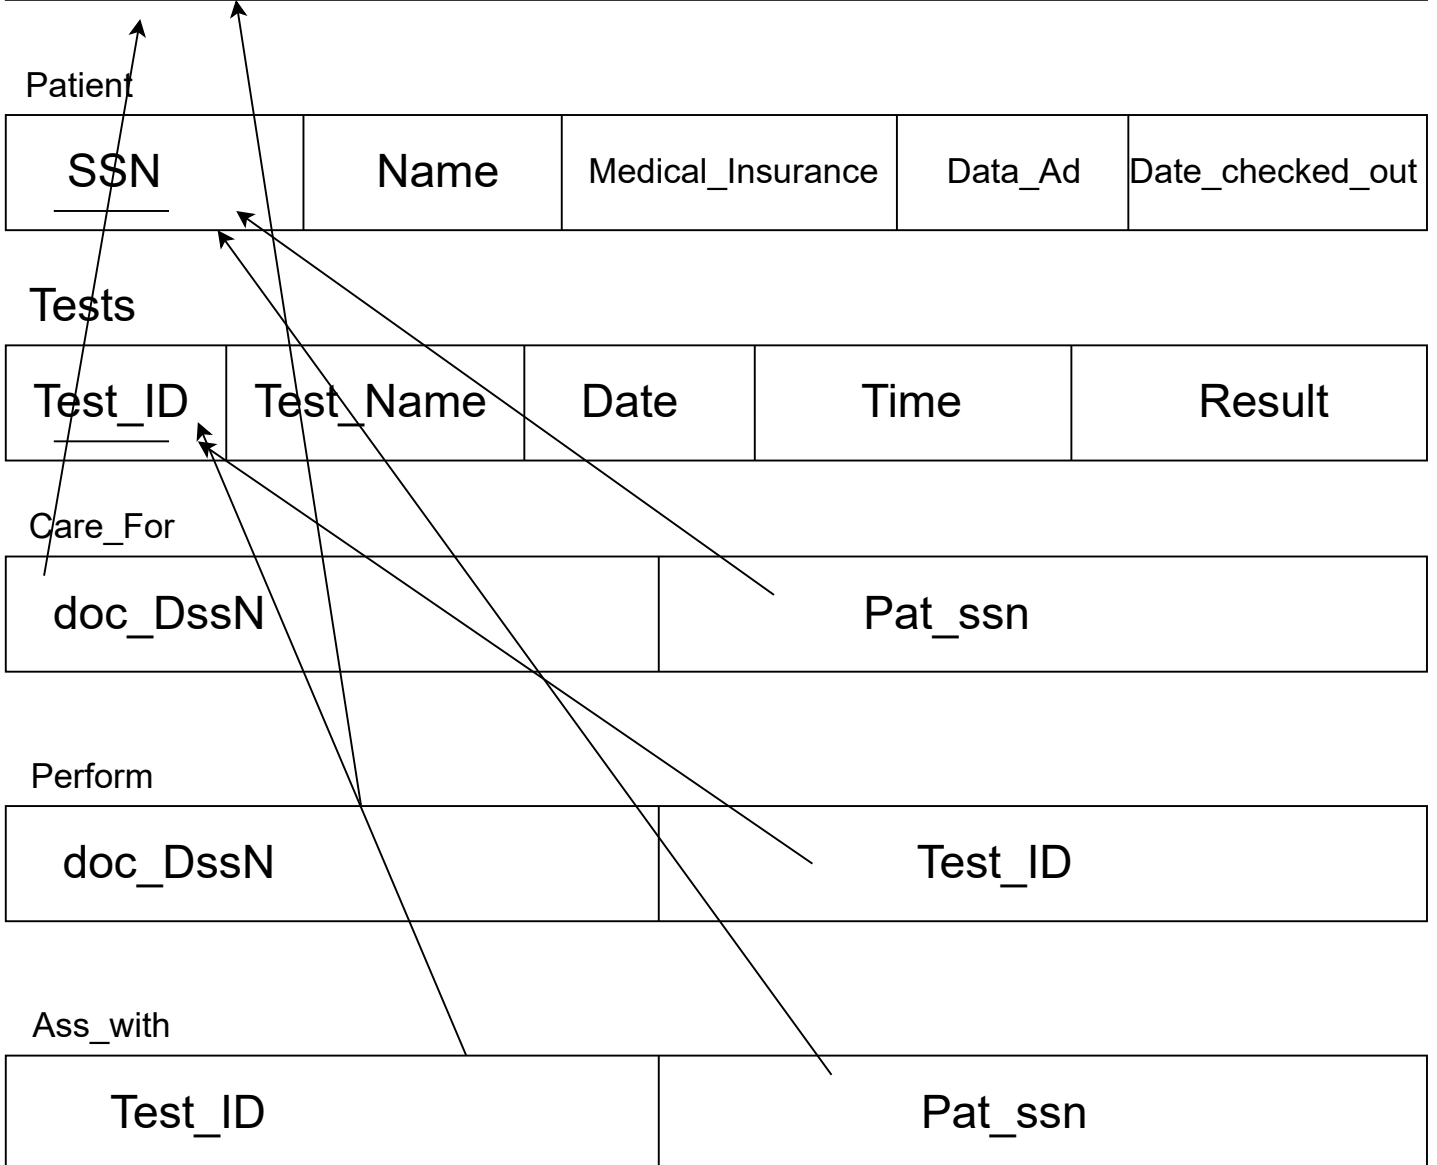 Patient
SSN Name Medical_Insurance Data_Ad Date_checked_out
Tests
Test_ID Test_Name Date Time Result
Care_For
doc_DssN Pat_ssn
Perform
doc_DssN Test_ID
Ass_with
Test_ID Pat_ssn